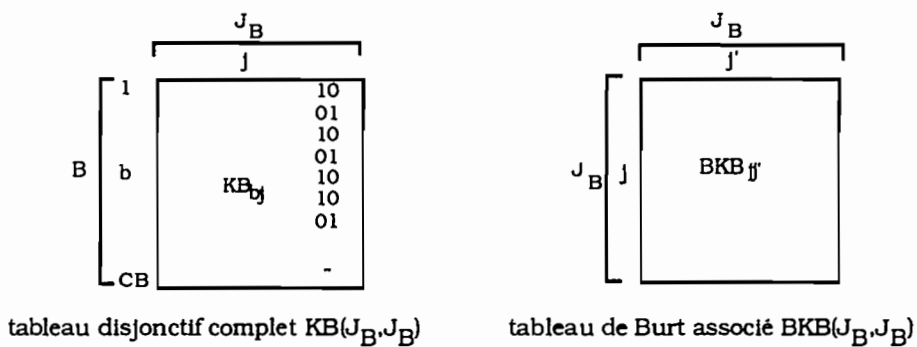 J_B
j
B
1
b
CB
KB_bj
10
01
10
01
10
10
01
-
tableau disjonctif complet KB(J_B,J_B)
J_B
j'
J_B
j
BKB_jj'
tableau de Burt associé BKB(J_B,J_B)